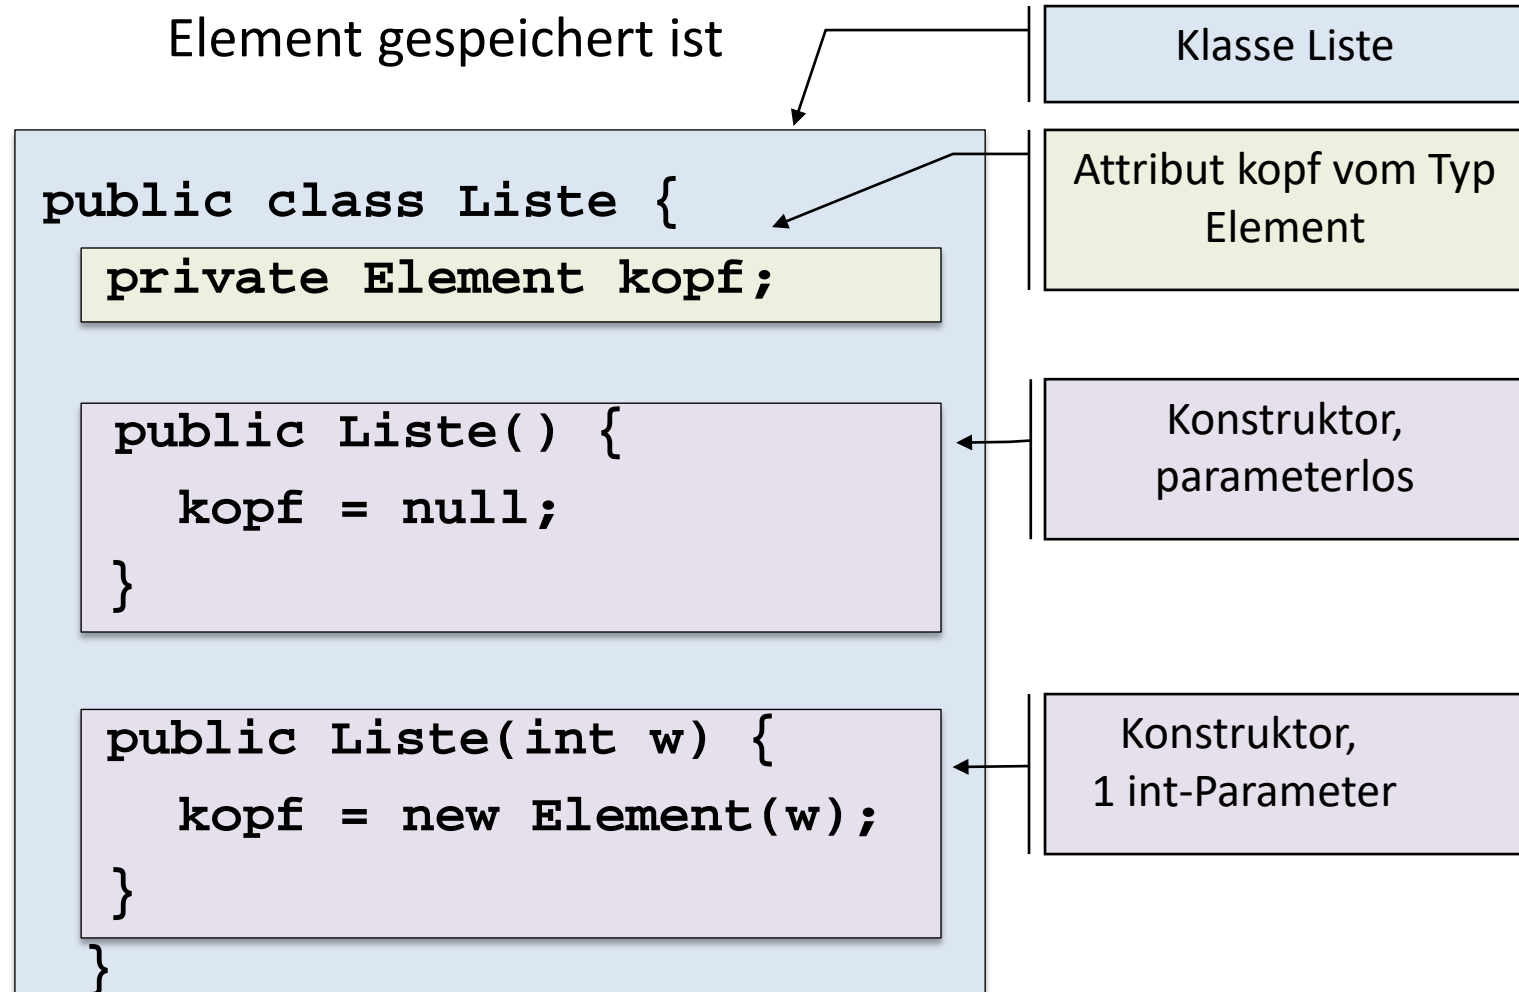 Element gespeichert ist
Klasse Liste
Attribut kopf vom Typ
Element
public class Liste {
private Element kopf;
public Liste() {
kopf = null;
}
Konstruktor,
parameterlos
public Liste(int w) {
kopf = new Element(w);
}
}
Konstruktor,
1 int-Parameter